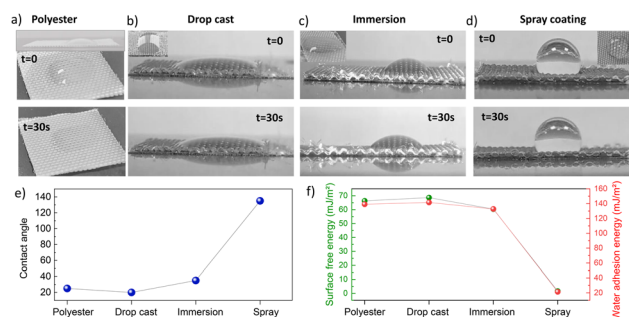 a) Polyester
b) Drop cast
c) Immersion
d) Spray coating
t=0
t=0
t=0
t=0
t=30s
t=30s
t=30s
t=30s
e)
Contact angle
140
120
100
80
60
40
20
Polyester Drop cast Immersion Spray
f)
Surface free energy (mJ/m²)
70
60
50
40
30
20
10
0
Polyester Drop cast Immersion Spray
160
140
120
100
80
60
40
20
Water adhesion energy (mJ/m²)